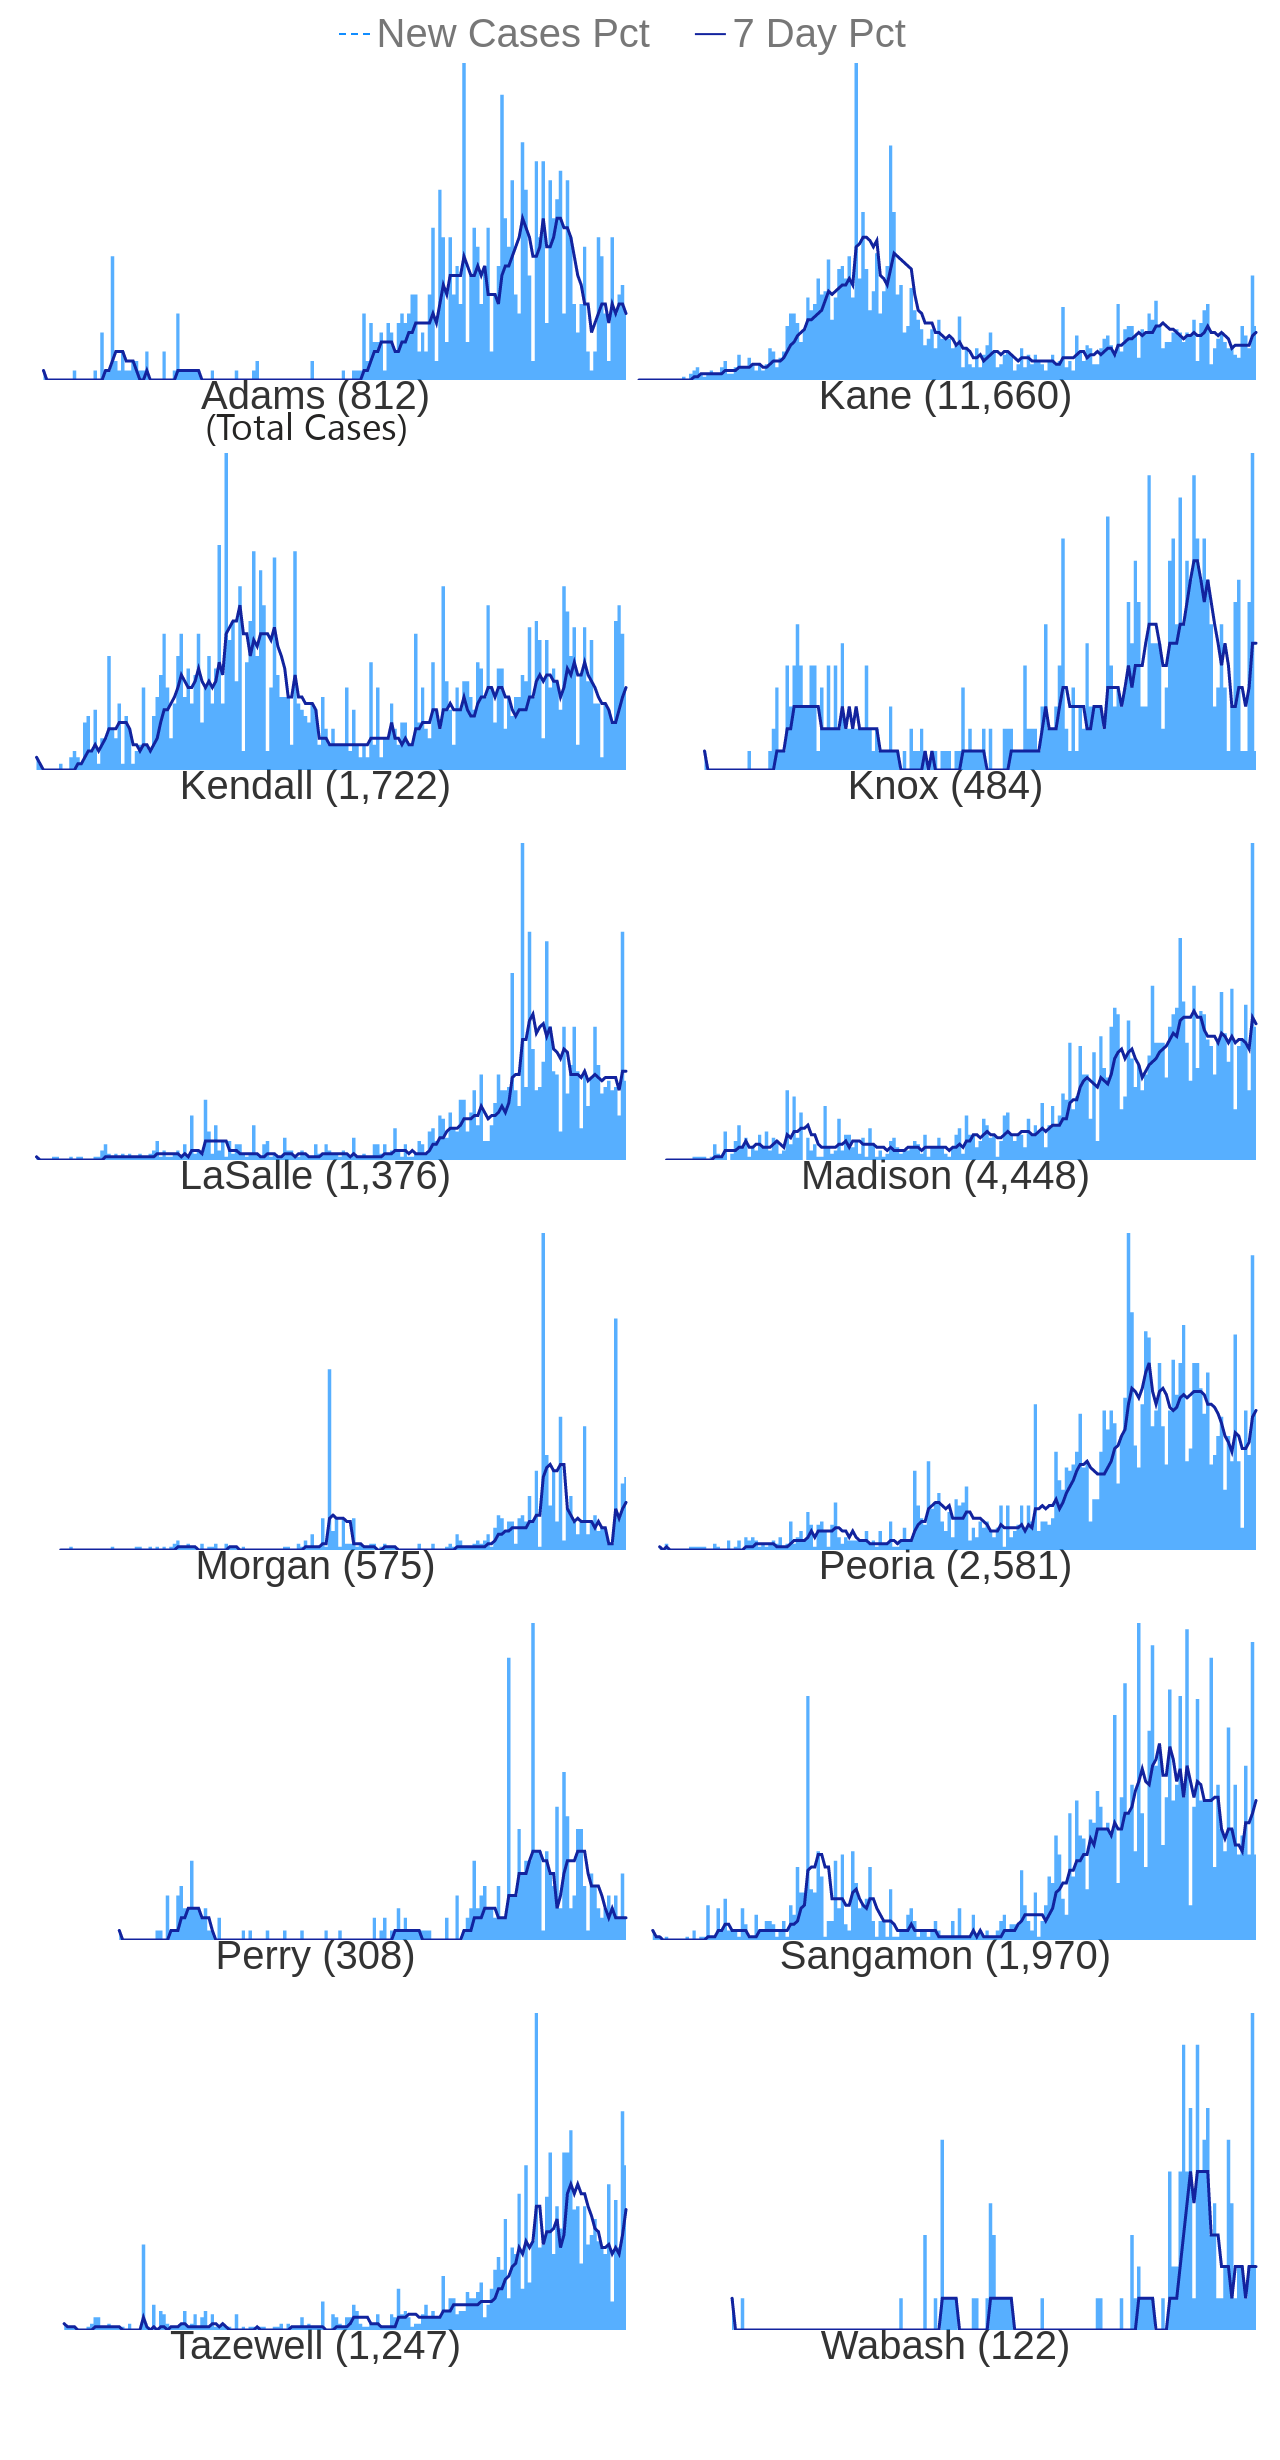 New Cases Pct 7 Day Pct
Adams (812) Kane (11,660)
(Total Cases)
Kendall (1,722) Knox (484)
LaSalle (1,376) Madison (4,448)
Morgan (575) Peoria (2,581)
Perry (308) Sangamon (1,970)
Tazewell (1,247) Wabash (122)